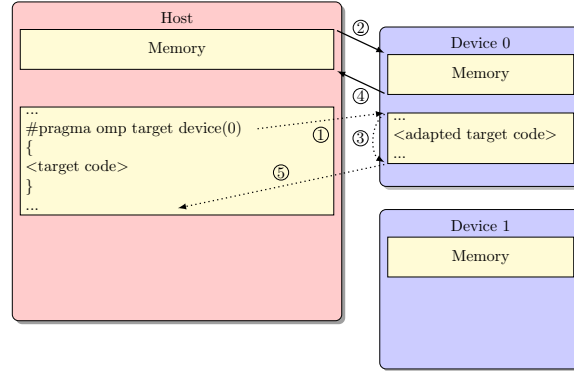 Host
Memory
...
#pragma omp target device(0)
{
<target code>
}
...
①
②
③
④
⑤
Device 0
Memory
...
<adapted target code>
...
Device 1
Memory